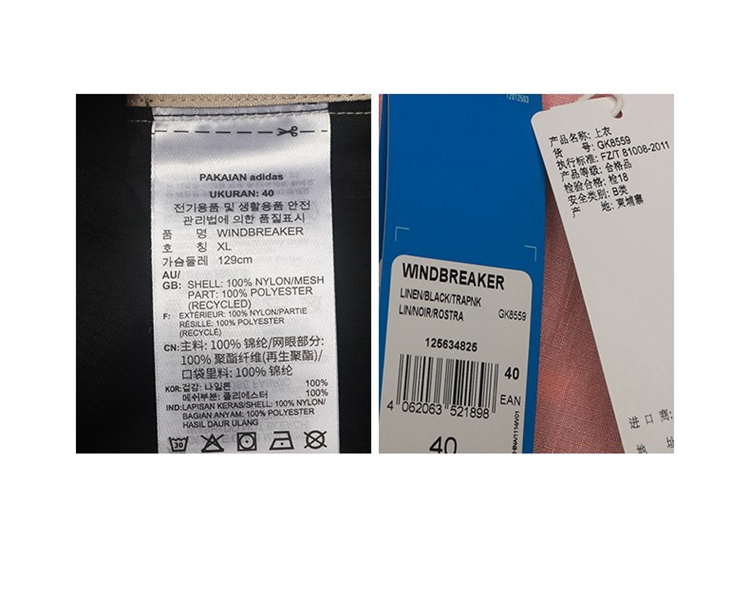 PAKAIAN adidas
UKURAN: 40
전기용품 및 생활용품 안전
관리법에 의한 품질표시
품 명 WINDBREAKER
호 칭 XL
가슴둘레 129cm
AU/
GB: SHELL: 100% NYLON/MESH
PART: 100% POLYESTER
(RECYCLED)
F: EXTÉRIEUR: 100% NYLON/PARTIE
RÉSILLE: 100% POLYESTER
(RECYCLÉ)
CN: 主料: 100% 锦纶/网眼部分:
100% 聚酯纤维(再生聚酯)/
口袋里料: 100% 锦纶
KOR: 겉감: 나일론 100%
메쉬부분: 폴리에스터 100%
IND: LAPISAN KERAS/SHELL: 100% NYLON/
BAGIAN ANYAM: 100% POLYESTER
HASIL DAUR ULANG
30
12012503
WINDBREAKER
LINEN/BLACK/TRAPNK
LIN/NOIR/ROSTRA GK8559
125634825
40
EAN
4 062063 521898
40
产品名称: 上衣
货 号: GK8559
执行标准: FZ/T 81008-2011
产品等级: 合格品
检验合格: 检18
安全类别: B类
产 地: 柬埔寨
进 口 商: